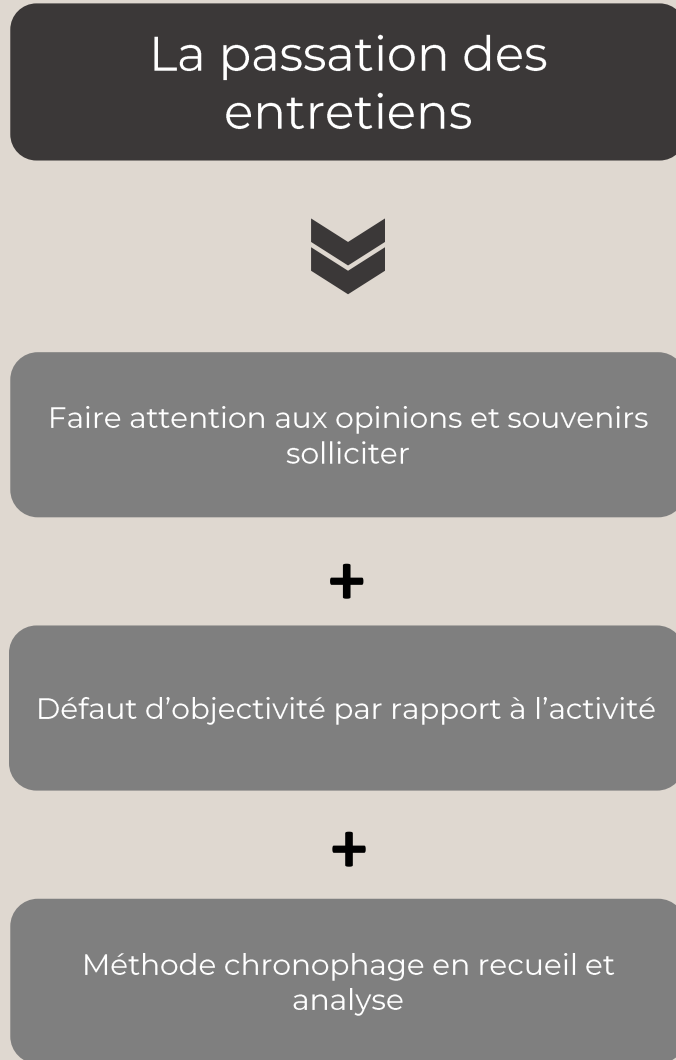 La passation des
entretiens
Faire attention aux opinions et souvenirs
solliciter
+
Défaut d’objectivité par rapport à l’activité
+
Méthode chronophage en recueil et
analyse